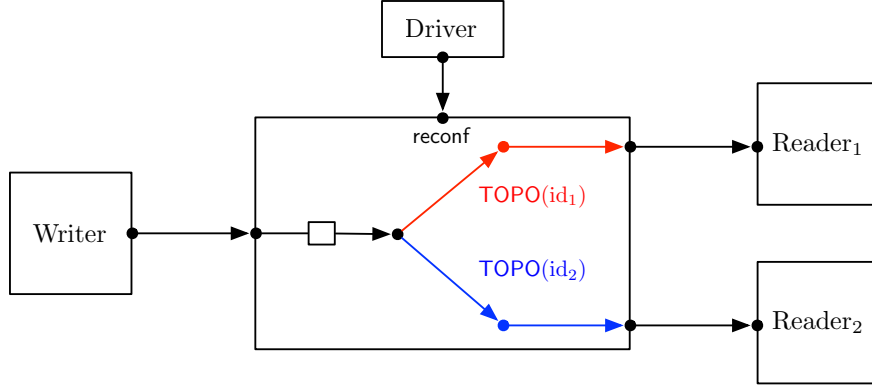 Driver
reconf
Reader₁
TOPO(id₁)
Writer
TOPO(id₂)
Reader₂